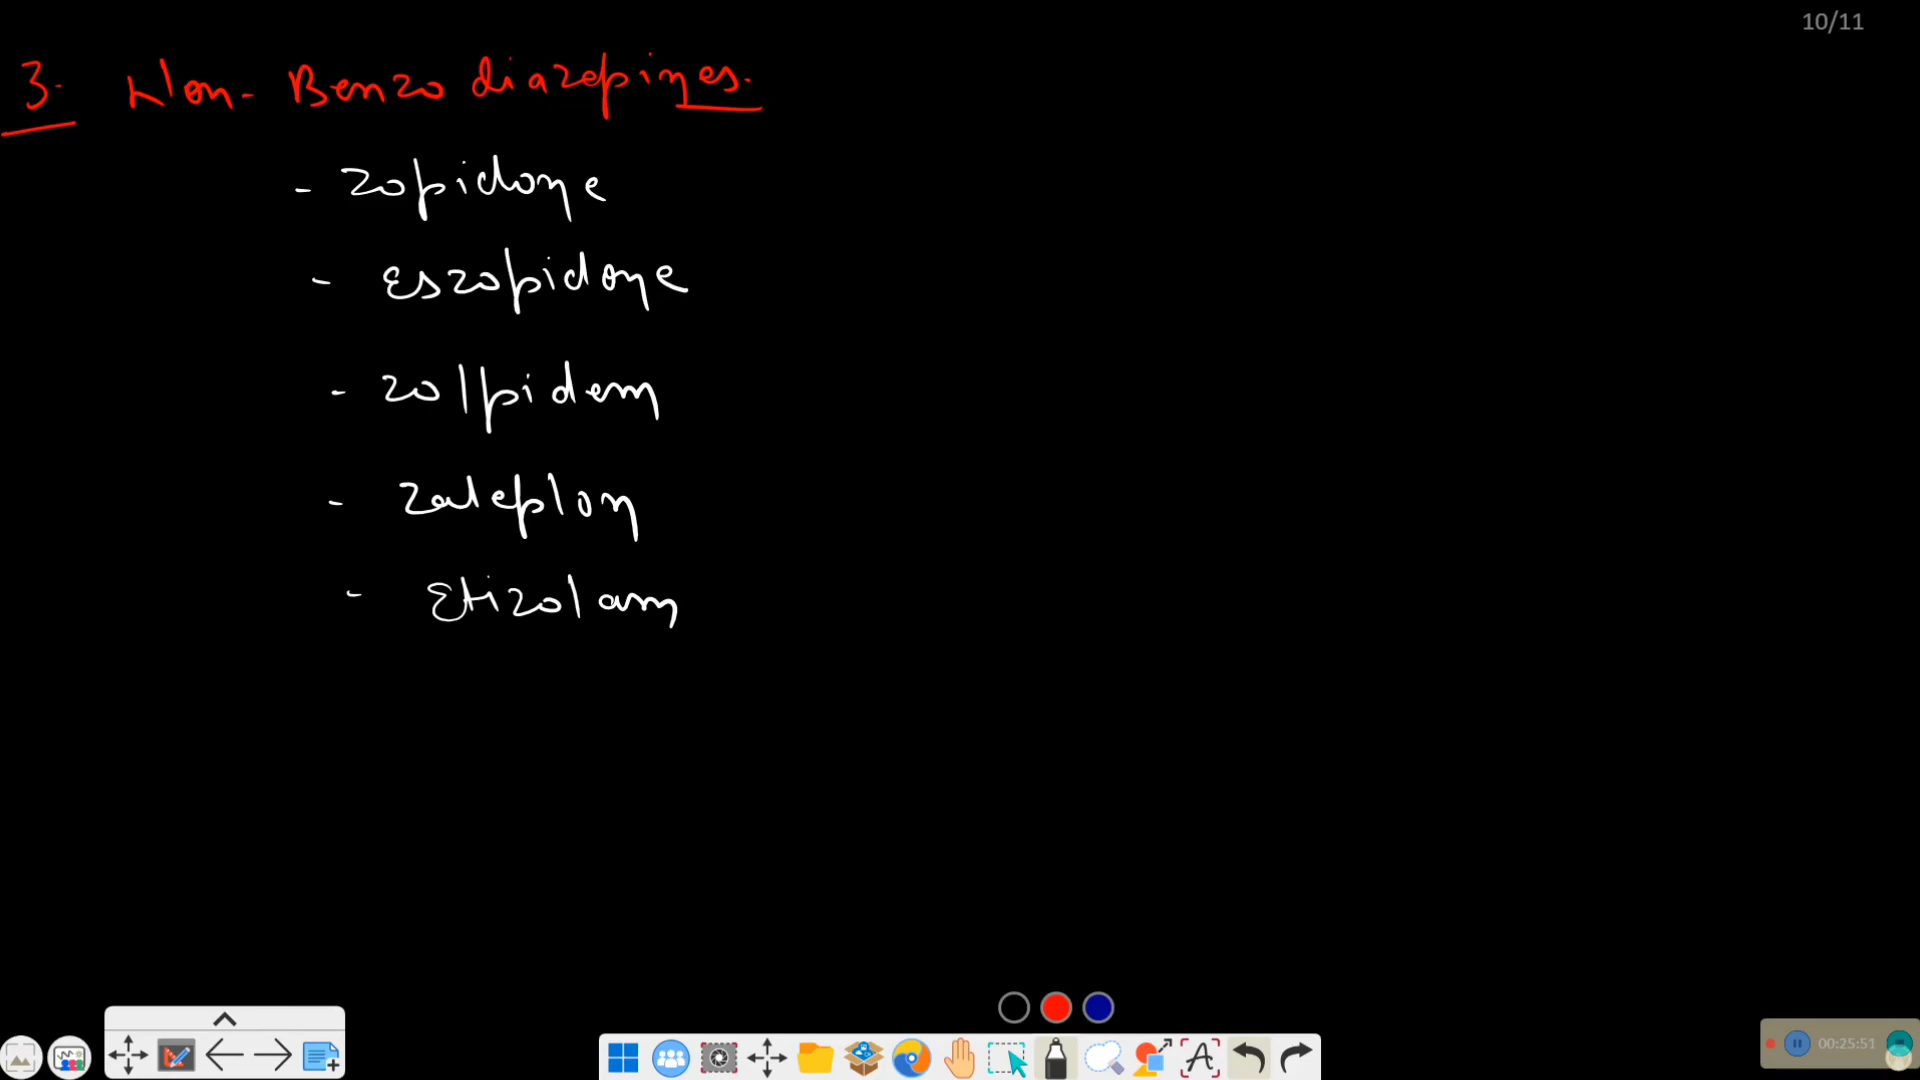 10/11
3. Non-Benzodiazepines.
- Zopidone
- Eszopidone
- Zolpidem
- Zaleplon
- Etizolam
00:25:51